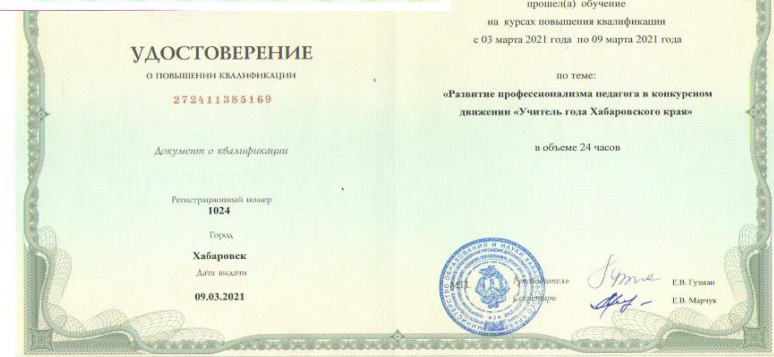 УДОСТОВЕРЕНИЕ
О ПОВЫШЕНИИ КВАЛИФИКАЦИИ
272411385169
Документ о квалификации
Регистрационный номер
1024
Город
Хабаровск
Дата выдачи
09.03.2021
прошел(а) обучение
на курсах повышения квалификации
с 03 марта 2021 года по 09 марта 2021 года
по теме:
«Развитие профессионализма педагога в конкурсном
движении «Учитель года Хабаровского края»
в объеме 24 часов
М.П.
Руководитель
Е.В. Гузман
Секретарь
Е.В. Марчук